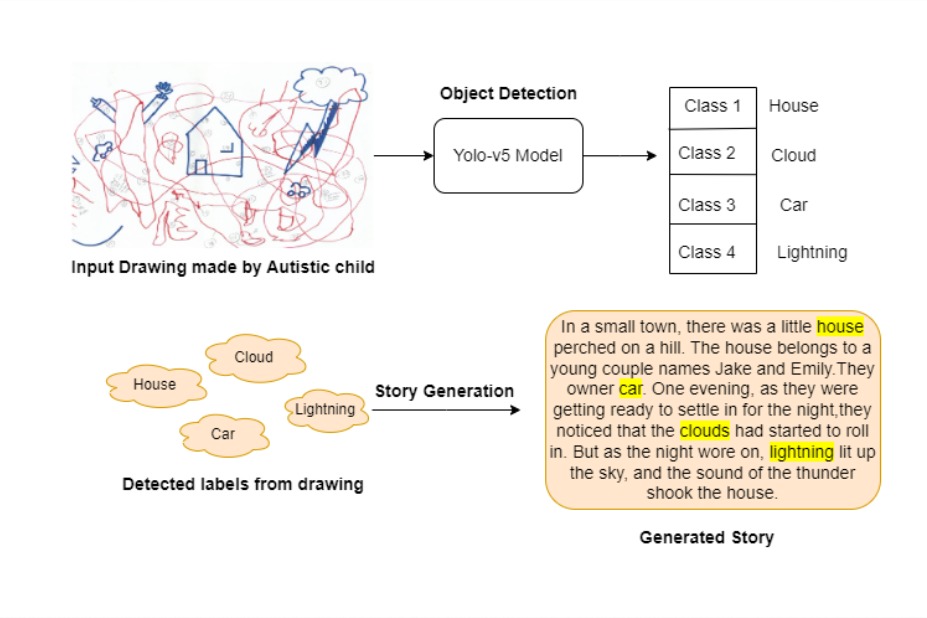 Object Detection
Yolo-v5 Model
Class 1 House
Class 2 Cloud
Class 3 Car
Class 4 Lightning
Input Drawing made by Autistic child
Cloud
House
Lightning
Car
Detected labels from drawing
Story Generation
In a small town, there was a little house
perched on a hill. The house belongs to a
young couple names Jake and Emily.They
owner car. One evening, as they were
getting ready to settle in for the night,they
noticed that the clouds had started to roll
in. But as the night wore on, lightning lit up
the sky, and the sound of the thunder
shook the house.
Generated Story